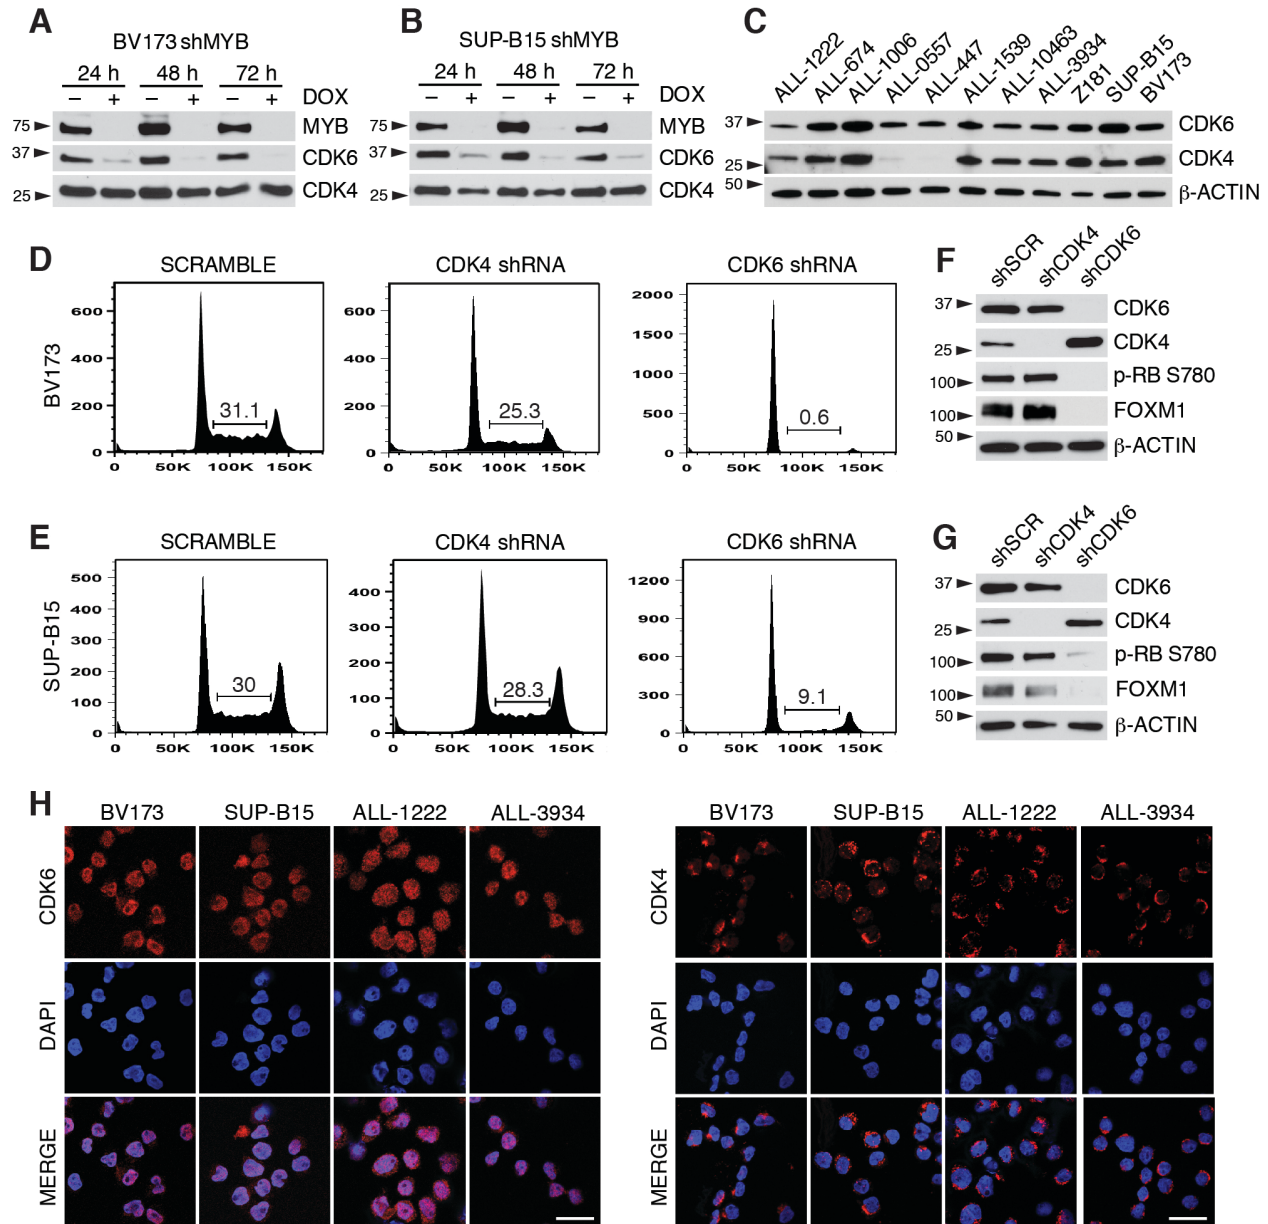 A
BV173 shMYB
24 h 48 h 72 h
– + – + – + DOX
75 MYB
37 CDK6
25 CDK4
B
SUP-B15 shMYB
24 h 48 h 72 h
– + – + – + DOX
75 MYB
37 CDK6
25 CDK4
C
ALL-1222 ALL-674 ALL-1006 ALL-0557 ALL-447 ALL-1539 ALL-10463 ALL-3934 Z181 SUP-B15 BV173
37 CDK6
25 CDK4
50 β-ACTIN
D
BV173
SCRAMBLE
600
400
200
0
31.1
0 50K 100K 150K
CDK4 shRNA
600
400
200
0
25.3
0 50K 100K 150K
CDK6 shRNA
2000
1500
1000
500
0
0.6
0 50K 100K 150K
E
SUP-B15
SCRAMBLE
500
400
300
200
100
0
30
0 50K 100K 150K
CDK4 shRNA
400
300
200
100
0
28.3
0 50K 100K 150K
CDK6 shRNA
1200
900
600
300
0
9.1
0 50K 100K 150K
F
shSCR shCDK4 shCDK6
37 CDK6
25 CDK4
100 p-RB S780
100 FOXM1
50 β-ACTIN
G
shSCR shCDK4 shCDK6
37 CDK6
25 CDK4
100 p-RB S780
100 FOXM1
50 β-ACTIN
H
BV173 SUP-B15 ALL-1222 ALL-3934
CDK6
DAPI
MERGE
BV173 SUP-B15 ALL-1222 ALL-3934
CDK4
DAPI
MERGE